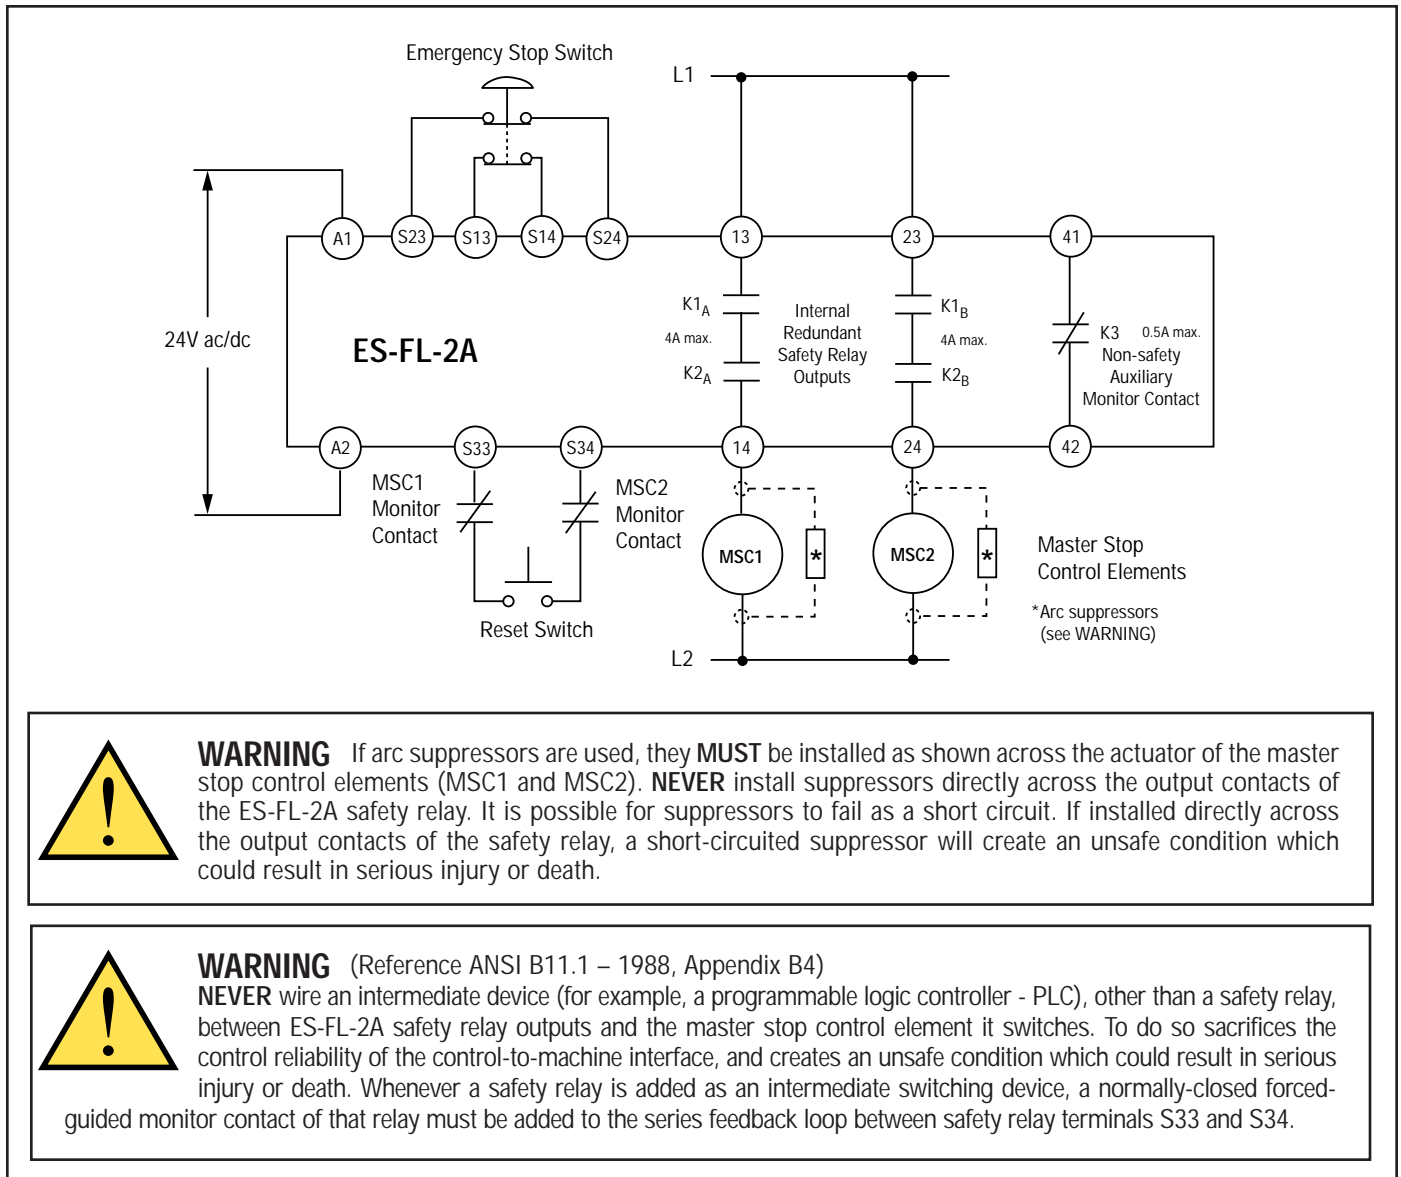 Emergency Stop Switch
L1
A1
S23
S13
S14
S24
13
23
41
24V ac/dc
ES-FL-2A
K1A
4A max.
K2A
Internal
Redundant
Safety Relay
Outputs
K1B
4A max.
K2B
K3 0.5A max.
Non-safety
Auxiliary
Monitor Contact
A2
S33
S34
14
24
42
MSC1
Monitor
Contact
MSC2
Monitor
Contact
Reset Switch
MSC1
*
MSC2
*
Master Stop
Control Elements
*Arc suppressors
(see WARNING)
L2
!
WARNING If arc suppressors are used, they MUST be installed as shown across the actuator of the master
stop control elements (MSC1 and MSC2). NEVER install suppressors directly across the output contacts of
the ES-FL-2A safety relay. It is possible for suppressors to fail as a short circuit. If installed directly across
the output contacts of the safety relay, a short-circuited suppressor will create an unsafe condition which
could result in serious injury or death.
!
WARNING (Reference ANSI B11.1 – 1988, Appendix B4)
NEVER wire an intermediate device (for example, a programmable logic controller - PLC), other than a safety relay,
between ES-FL-2A safety relay outputs and the master stop control element it switches. To do so sacrifices the
control reliability of the control-to-machine interface, and creates an unsafe condition which could result in serious
injury or death. Whenever a safety relay is added as an intermediate switching device, a normally-closed forced-
guided monitor contact of that relay must be added to the series feedback loop between safety relay terminals S33 and S34.